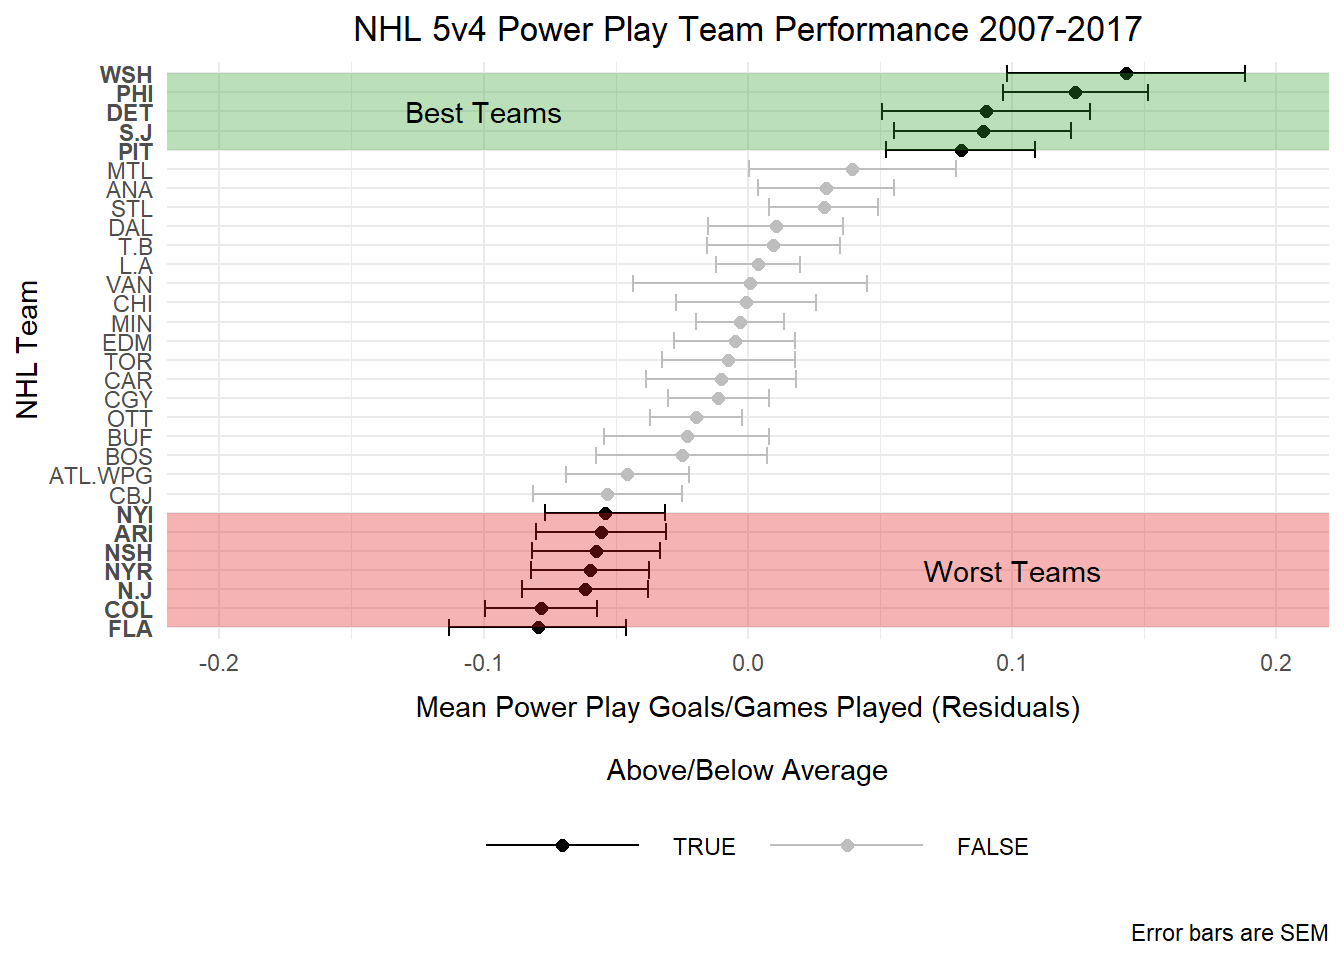 NHL 5v4 Power Play Team Performance 2007-2017
WSH
PHI
DET
S.J
PIT
MTL
ANA
STL
DAL
T.B
L.A
VAN
CHI
MIN
EDM
TOR
CAR
CGY
OTT
BUF
BOS
ATL.WPG
CBJ
NYI
ARI
NSH
NYR
N.J
COL
FLA
NHL Team
Best Teams
Worst Teams
-0.2 -0.1 0.0 0.1 0.2
Mean Power Play Goals/Games Played (Residuals)
Above/Below Average
TRUE FALSE
Error bars are SEM